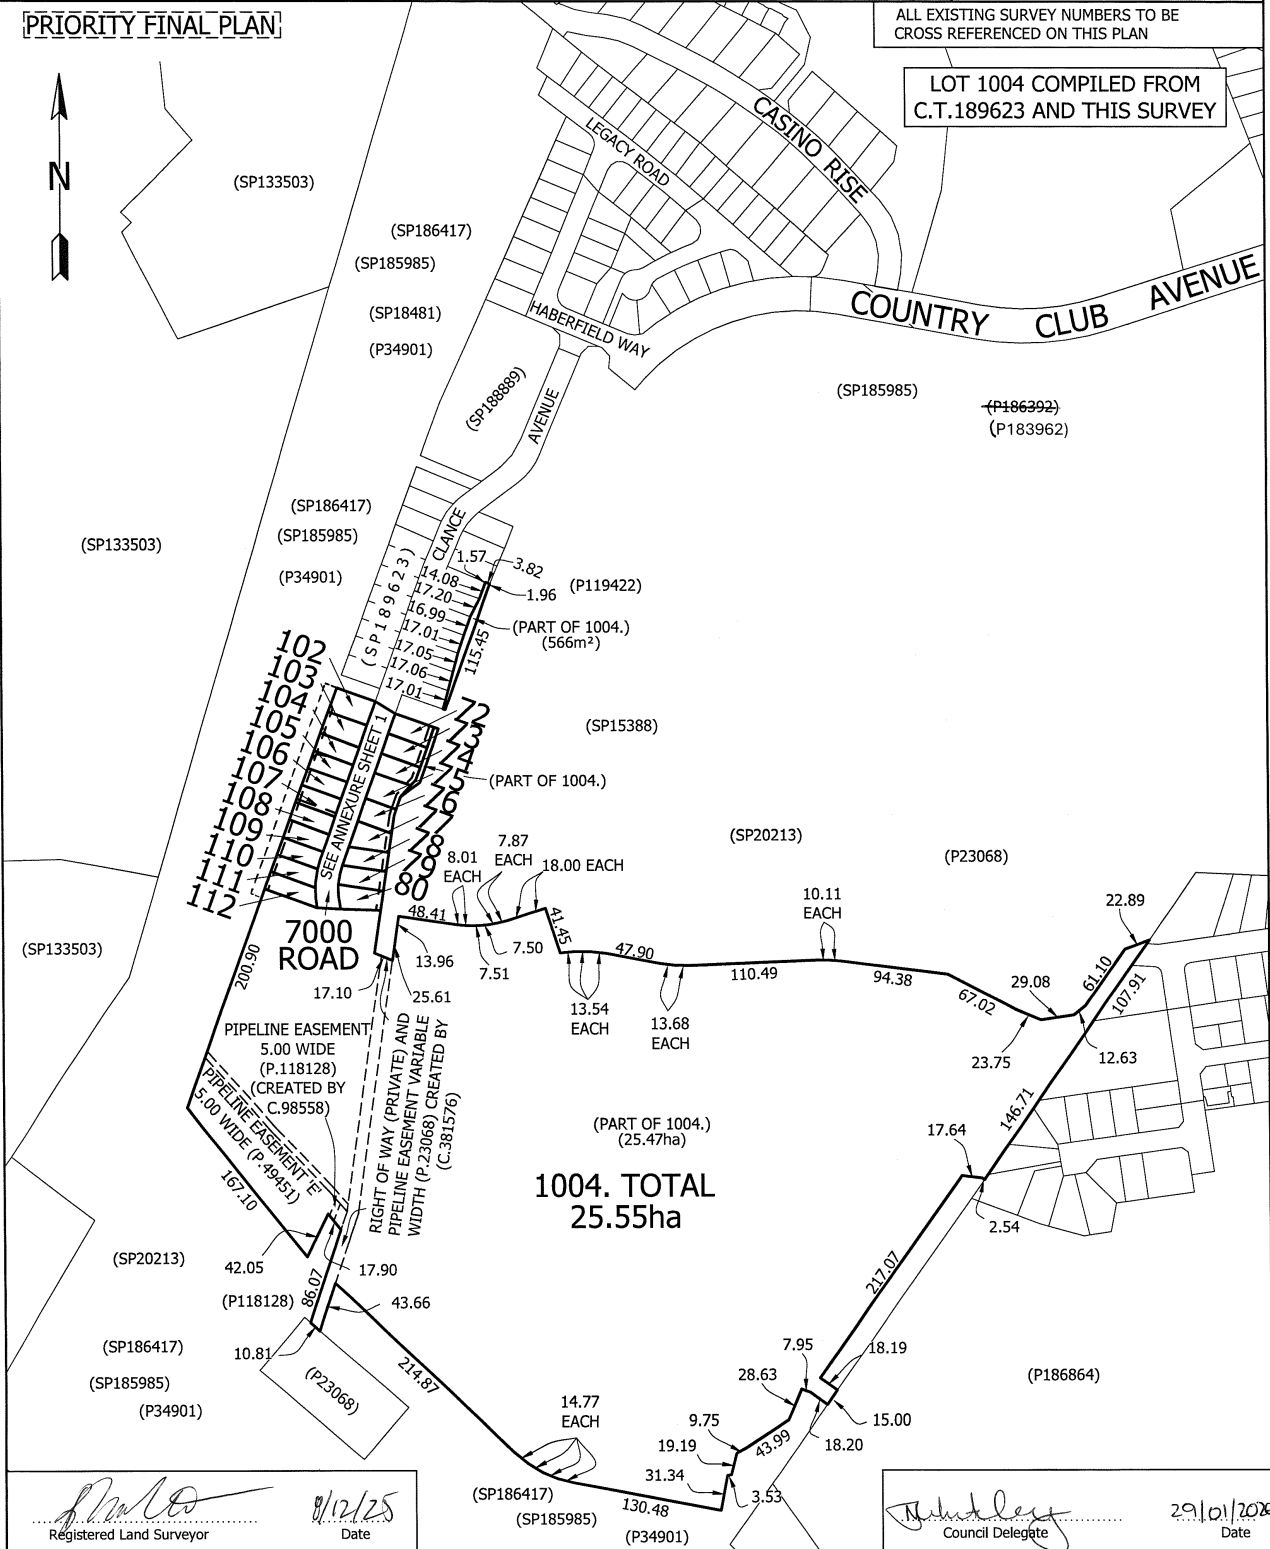 PRIORITY FINAL PLAN
ALL EXISTING SURVEY NUMBERS TO BE
CROSS REFERENCED ON THIS PLAN
LOT 1004 COMPILED FROM
C.T.189623 AND THIS SURVEY
N
CASINO RISE
LEGACY ROAD
(SP133503)
(SP186417)
(SP185985)
(SP18481)
(P34901)
HABERFIELD WAY
COUNTRY CLUB AVENUE
(SP188889)
CLANCE AVENUE
(SP185985)
(P186392)
(P183962)
(SP133503)
(SP186417)
(SP185985)
(P34901)
(SP189623)
1.57
3.82
1.96
14.08
17.20
16.99
17.01
17.05
17.06
17.01
115.45
(P119422)
(PART OF 1004.)
(566m²)
(SP15388)
102
103
104
105
106
107
108
109
110
111
112
72
73
74
75
76
77
78
79
80
SEE ANNEXURE SHEET 1
(PART OF 1004.)
7000
ROAD
(SP20213)
(P23068)
(SP133503)
200.90
48.41
8.01
EACH
7.87
EACH
18.00 EACH
13.96
7.51
7.50
41.45
47.90
13.54
EACH
13.68
EACH
110.49
10.11
EACH
94.38
67.02
29.08
23.75
61.10
22.89
107.91
12.63
146.71
17.10
25.61
PIPELINE EASEMENT
5.00 WIDE
(P.118128)
(CREATED BY
C.98558)
PIPELINE EASEMENT 'E'
5.00 WIDE (P.49451)
RIGHT OF WAY (PRIVATE) AND
PIPELINE EASEMENT VARIABLE
WIDTH (P.23068) CREATED BY
(C.381576)
(PART OF 1004.)
(25.47ha)
1004. TOTAL
25.55ha
17.64
2.54
217.07
167.10
42.05
17.90
86.07
43.66
10.81
(SP20213)
(P118128)
(SP186417)
(SP185985)
(P34901)
(P23068)
214.87
14.77
EACH
130.48
7.95
18.19
28.63
15.00
18.20
9.75
43.99
19.19
31.34
3.53
(P186864)
(SP186417)
(SP185985)
(P34901)
Registered Land Surveyor
Date
Council Delegate
29/01/2026
Date